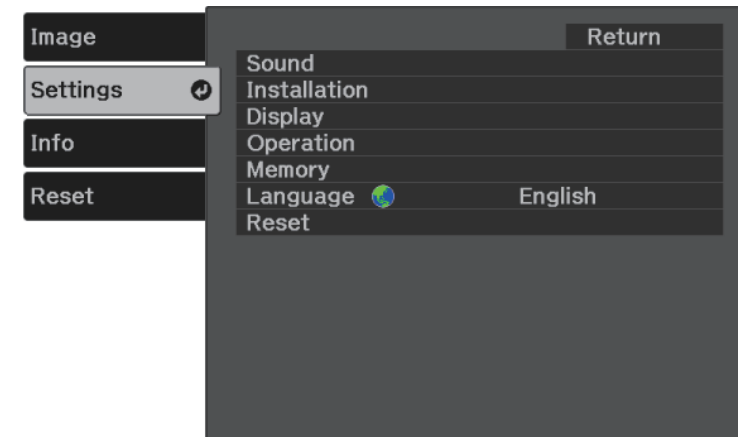 Image
Settings
Info
Reset
Return
Sound
Installation
Display
Operation
Memory
Language English
Reset